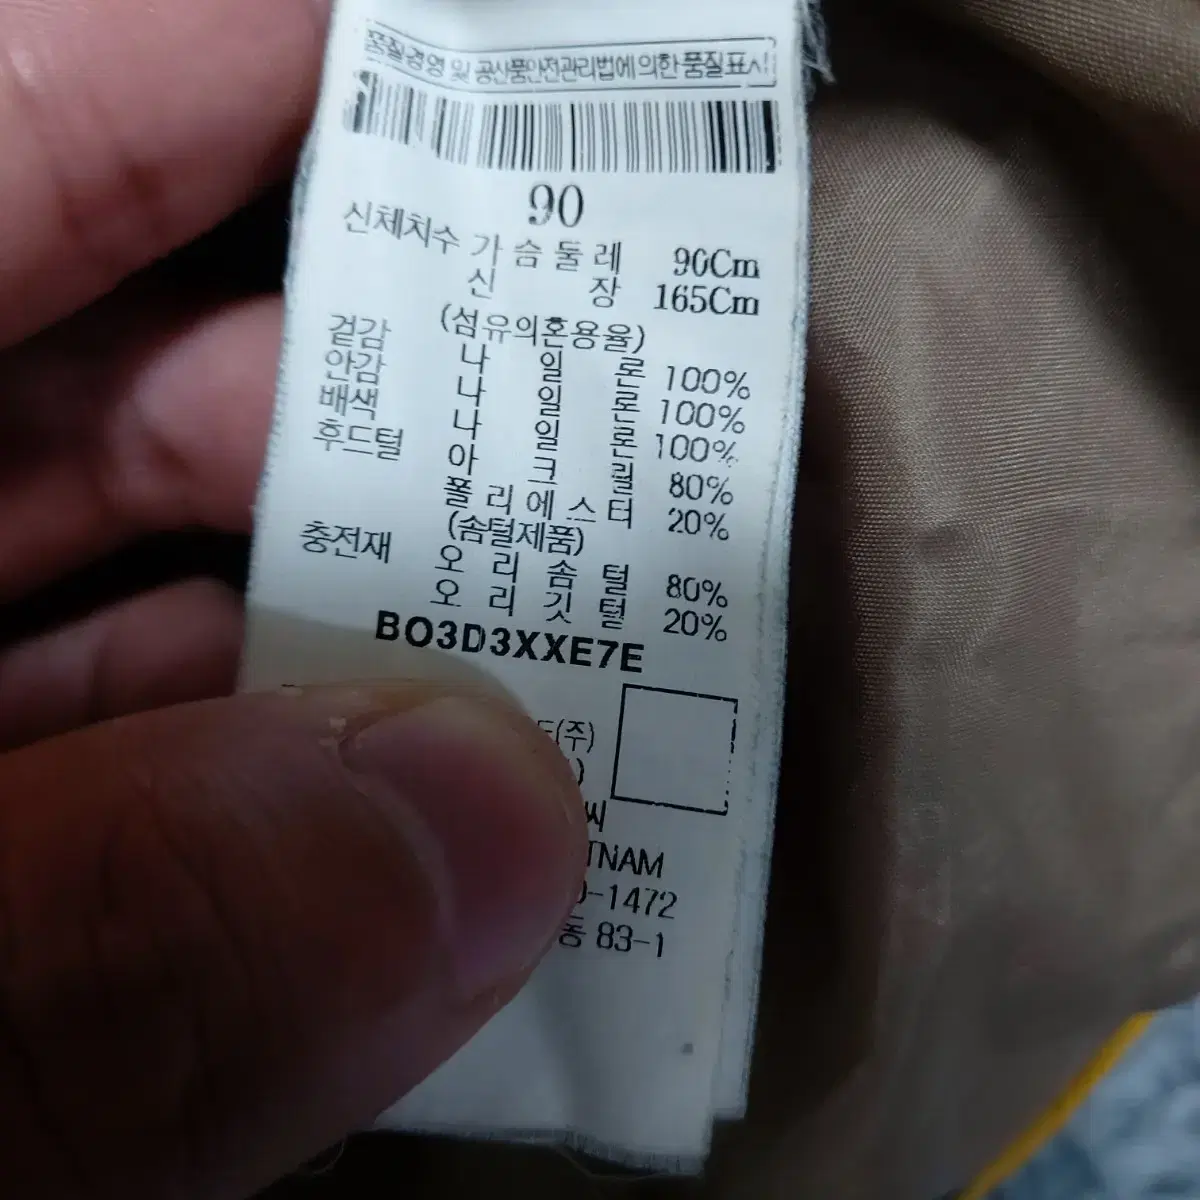 품질경영 및 공산품안전관리법에 의한 품질표시
90
신체치수 가슴둘레 90Cm
신장 165Cm
(섬유의혼용율)
겉감 나일론 100%
안감 나일론 100%
배색 나일론 100%
후드털 아크릴 80%
폴리에스터 20%
(솜털제품)
충전재 오리솜털 80%
오리깃털 20%
BO3D3XXE7E
(주)
)
씨
TNAM
-1472
동 83-1